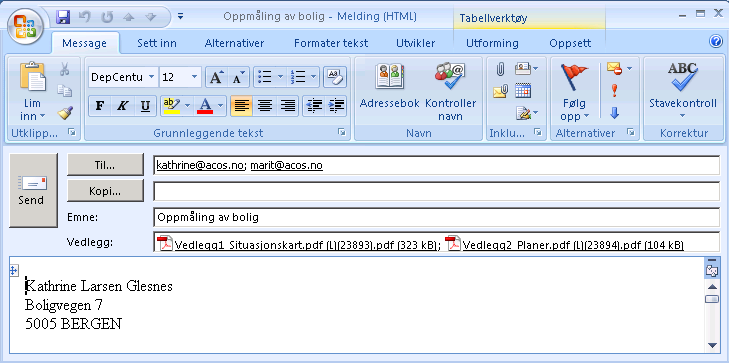 Oppmåling av bolig - Melding (HTML)
Tabellverktøy
Message Sett inn Alternativer Formater tekst Utvikler Utforming Oppsett
Lim inn
DepCentu 12
F K U
Adressebok
Kontroller navn
Følg opp
ABC
Stavekontroll
Utklipp...
Grunnleggende tekst
Navn
Inklu...
Alternativer
Korrektur
Send
Til... kathrine@acos.no; marit@acos.no
Kopi...
Emne: Oppmåling av bolig
Vedlegg: Vedlegg1_Situasjonskart.pdf (L)(23893).pdf (323 kB); Vedlegg2_Planer.pdf (L)(23894).pdf (104 kB)
Kathrine Larsen Glesnes
Boligvegen 7
5005 BERGEN